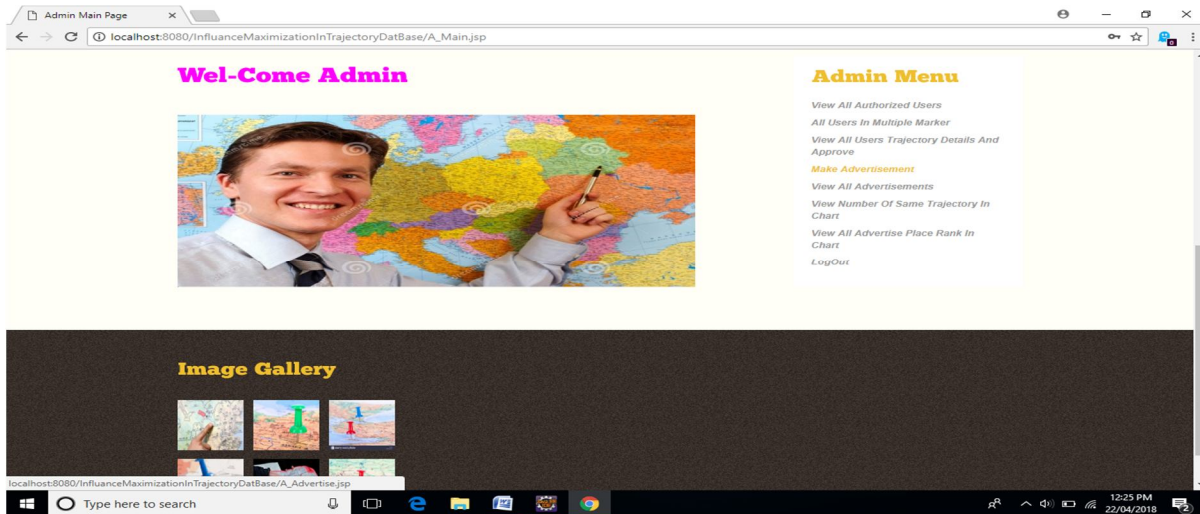 Admin Main Page
localhost:8080/InfluanceMaximizationInTrajectoryDatBase/A_Main.jsp
Wel-Come Admin
Admin Menu
View All Authorized Users
All Users In Multiple Marker
View All Users Trajectory Details And
Approve
Make Advertisement
View All Advertisements
View Number Of Same Trajectory In
Chart
View All Advertise Place Rank In
Chart
LogOut
Image Gallery
localhost:8080/InfluanceMaximizationInTrajectoryDatBase/A_Advertise.jsp
Type here to search
12:25 PM
22/04/2018